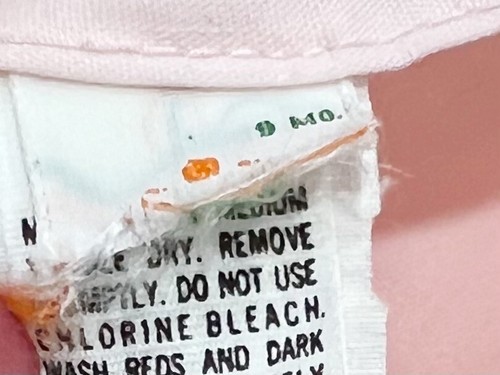 9 MO.
MEDIUM
DRY. REMOVE
DO NOT USE
CHLORINE BLEACH.
WASH REDS AND DARK